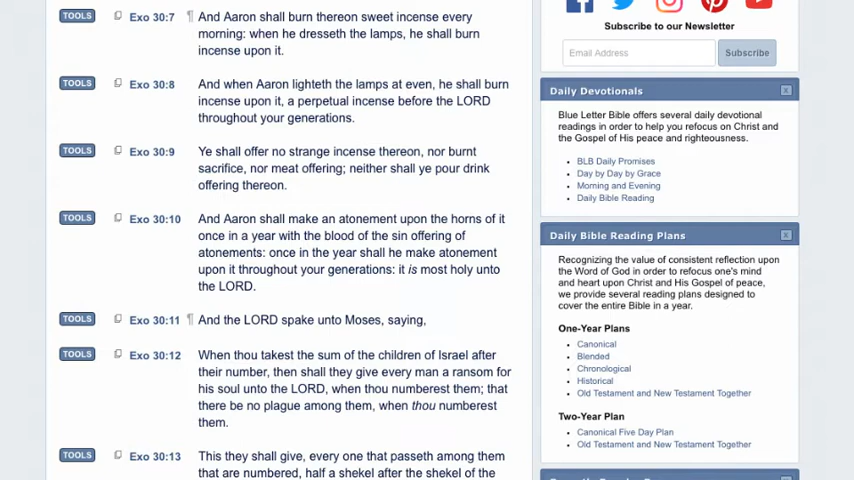 TOOLS Exo 30:7 ¶ And Aaron shall burn thereon sweet incense every
morning: when he dresseth the lamps, he shall burn
incense upon it.
TOOLS Exo 30:8 And when Aaron lighteth the lamps at even, he shall burn
incense upon it, a perpetual incense before the LORD
throughout your generations.
TOOLS Exo 30:9 Ye shall offer no strange incense thereon, nor burnt
sacrifice, nor meat offering; neither shall ye pour drink
offering thereon.
TOOLS Exo 30:10 And Aaron shall make an atonement upon the horns of it
once in a year with the blood of the sin offering of
atonements: once in the year shall he make atonement
upon it throughout your generations: it is most holy unto
the LORD.
TOOLS Exo 30:11 ¶ And the LORD spake unto Moses, saying,
TOOLS Exo 30:12 When thou takest the sum of the children of Israel after
their number, then shall they give every man a ransom for
his soul unto the LORD, when thou numberest them; that
there be no plague among them, when thou numberest
them.
TOOLS Exo 30:13 This they shall give, every one that passeth among them
that are numbered, half a shekel after the shekel of the
Subscribe to our Newsletter
Email Address Subscribe
Daily Devotionals x
Blue Letter Bible offers several daily devotional
readings in order to help you refocus on Christ and
the Gospel of His peace and righteousness.
• BLB Daily Promises
• Day by Day by Grace
• Morning and Evening
• Daily Bible Reading
Daily Bible Reading Plans x
Recognizing the value of consistent reflection upon
the Word of God in order to refocus one's mind
and heart upon Christ and His Gospel of peace,
we provide several reading plans designed to
cover the entire Bible in a year.
One-Year Plans
• Canonical
• Blended
• Chronological
• Historical
• Old Testament and New Testament Together
Two-Year Plan
• Canonical Five Day Plan
• Old Testament and New Testament Together